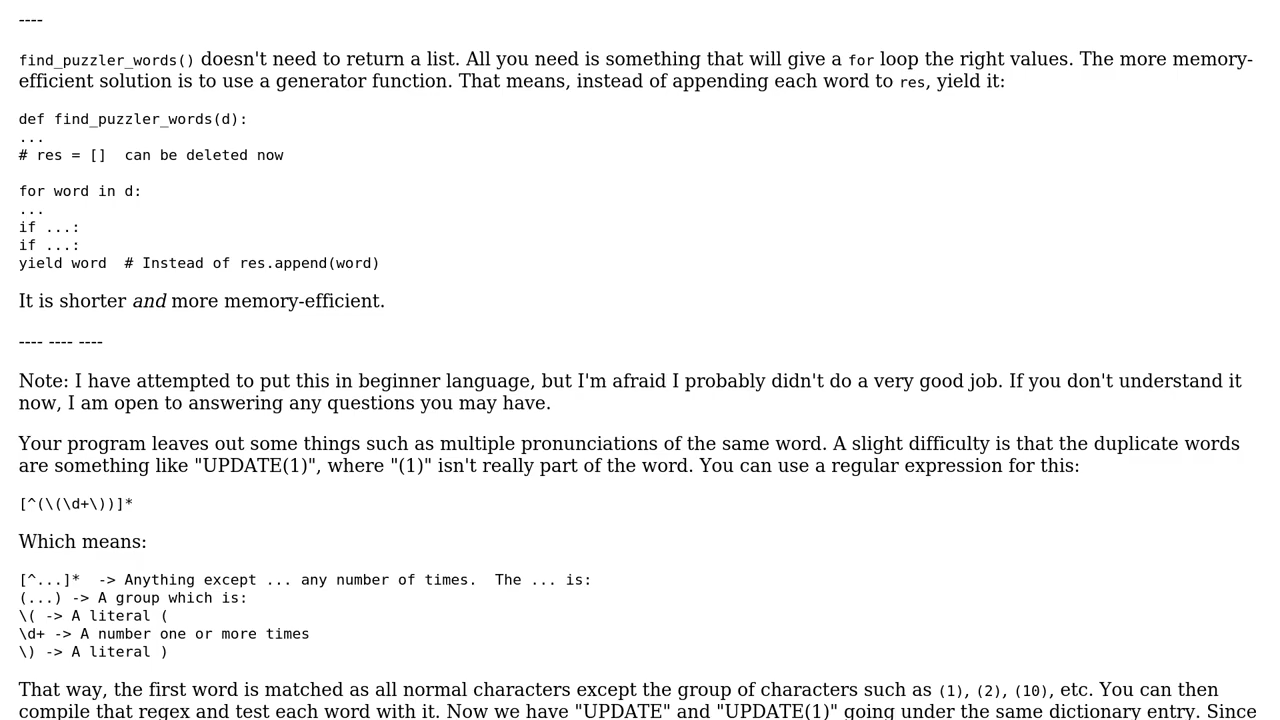 ----
find_puzzler_words() doesn't need to return a list. All you need is something that will give a for loop the right values. The more memory-
efficient solution is to use a generator function. That means, instead of appending each word to res, yield it:
def find_puzzler_words(d):
...
# res = []  can be deleted now
for word in d:
...
if ...:
if ...:
yield word  # Instead of res.append(word)
It is shorter and more memory-efficient.
---- ---- ----
Note: I have attempted to put this in beginner language, but I'm afraid I probably didn't do a very good job. If you don't understand it
now, I am open to answering any questions you may have.
Your program leaves out some things such as multiple pronunciations of the same word. A slight difficulty is that the duplicate words
are something like "UPDATE(1)", where "(1)" isn't really part of the word. You can use a regular expression for this:
[^(\(\d+\))]*
Which means:
[^...]*  -> Anything except ... any number of times.  The ... is:
(...) -> A group which is:
\( -> A literal (
\d+ -> A number one or more times
\) -> A literal )
That way, the first word is matched as all normal characters except the group of characters such as (1), (2), (10), etc. You can then
compile that regex and test each word with it. Now we have "UPDATE" and "UPDATE(1)" going under the same dictionary entry. Since